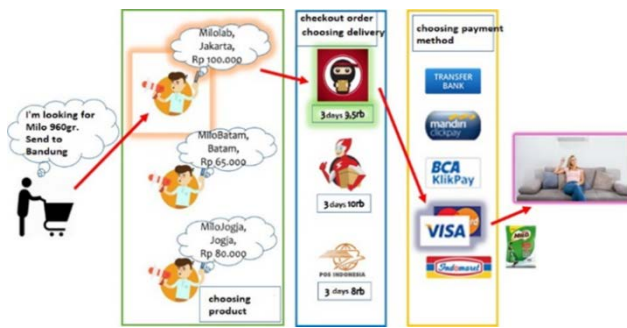 I'm looking for
Milo 960gr.
Send to
Bandung
Milolab,
Jakarta,
Rp 100.000
MiloBatam,
Batam,
Rp 65.000
MiloJogja,
Jogja,
Rp 80.000
choosing
product
checkout order
choosing delivery
3 days 9,5rb
3 days 10rb
POS INDONESIA
3 days 8rb
choosing payment
method
TRANSFER
BANK
mandiri
clickpay
BCA
KlikPay
VISA
Indomaret